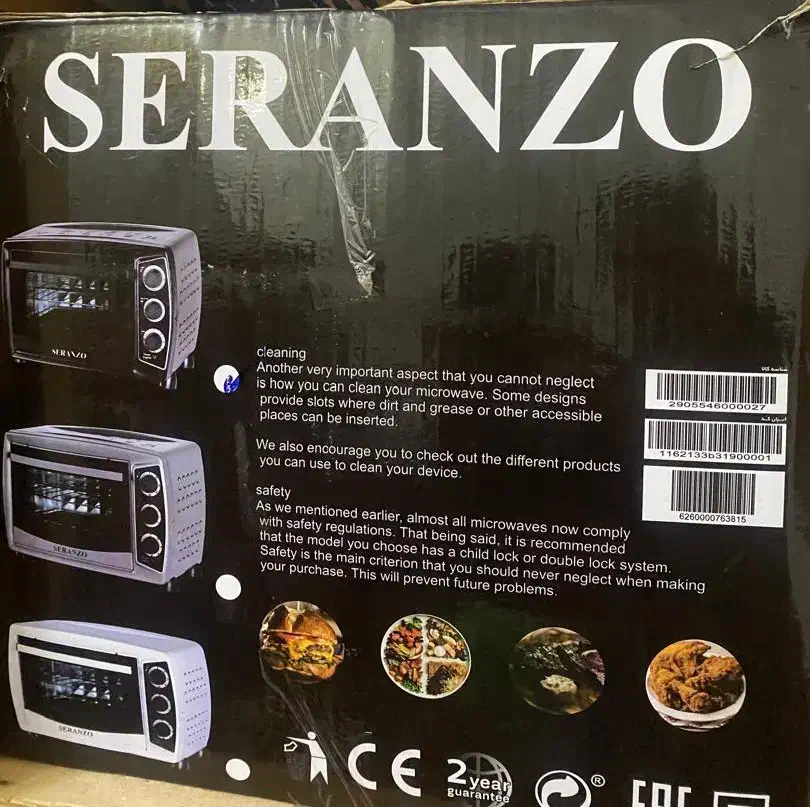 SERANZO
SERANZO
cleaning
Another very important aspect that you cannot neglect
is how you can clean your microwave. Some designs
provide slots where dirt and grease or other accessible
places can be inserted.
We also encourage you to check out the different products
you can use to clean your device.
safety
As we mentioned earlier, almost all microwaves now comply
with safety regulations. That being said, it is recommended
that the model you choose has a child lock or double lock system.
Safety is the main criterion that you should never neglect when making
your purchase. This will prevent future problems.
شناسه کالا
2905546000027
ایران کد
1162133b31900001
6260000763815
SERANZO
SERANZO
CE
2 year
guarantee
®
EAC